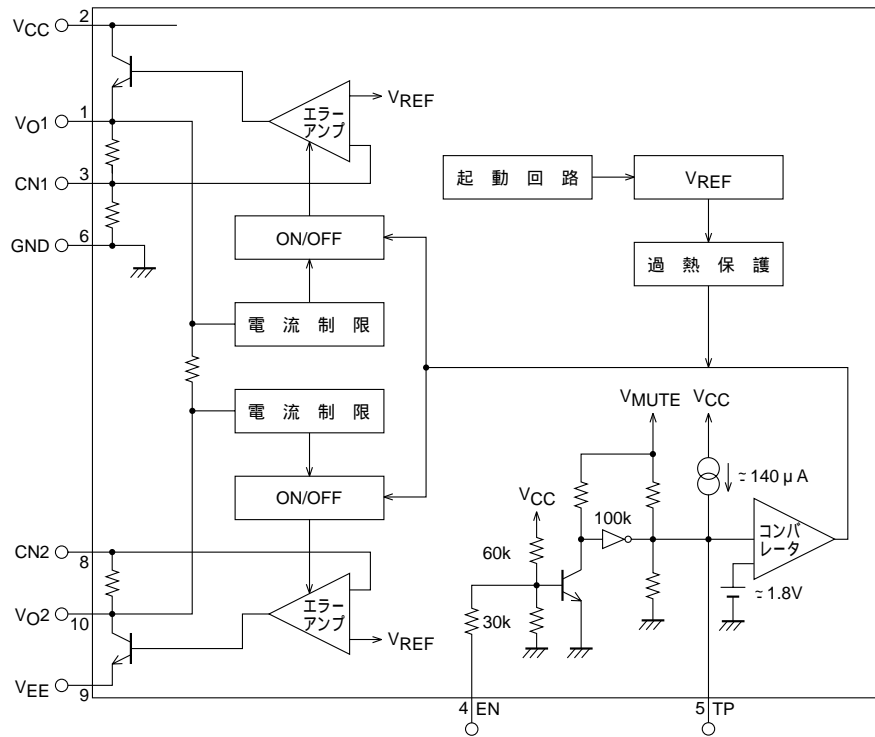 VCC 2
VO1 1
CN1 3
GND 6
エラー
アンプ
VREF
起 動 回 路
VREF
ON/OFF
過 熱 保 護
電 流 制 限
電 流 制 限
ON/OFF
VMUTE
VCC
≃140 μ A
VCC
60k
100k
コンパ
レータ
30k
≃1.8V
CN2 8
VO2 10
VEE 9
エラー
アンプ
VREF
4 EN
5 TP